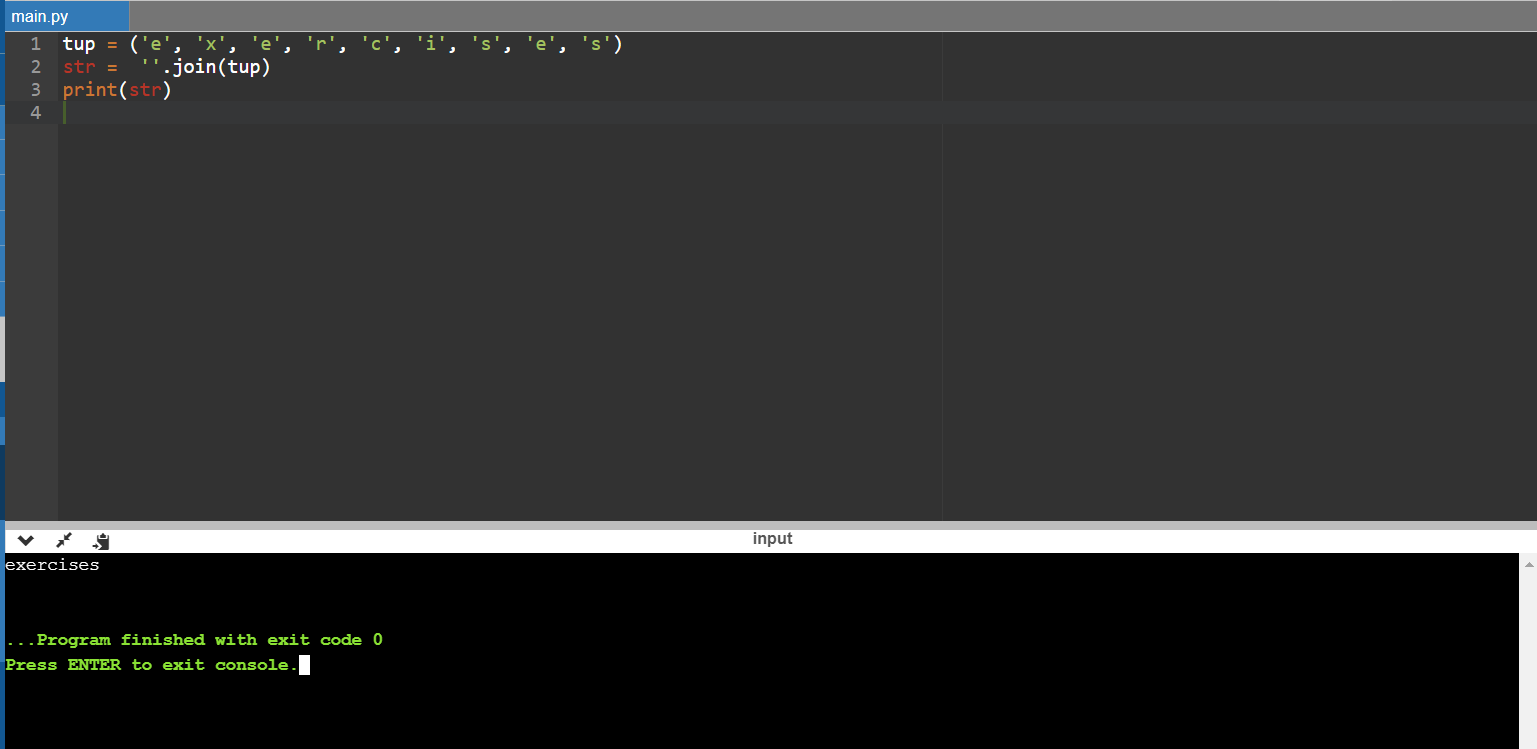 main.py
1 tup = ('e', 'x', 'e', 'r', 'c', 'i', 's', 'e', 's')
2 str =  ''.join(tup)
3 print(str)
4
input
exercises
...Program finished with exit code 0
Press ENTER to exit console.